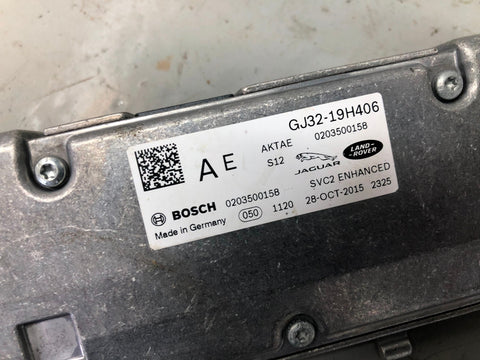 GJ32-19H406
AE AKTAE 0203500158
S12 JAGUAR LAND-ROVER
BOSCH 0203500158 SVC2 ENHANCED
Made in Germany 050 1120 28-OCT-2015 2325